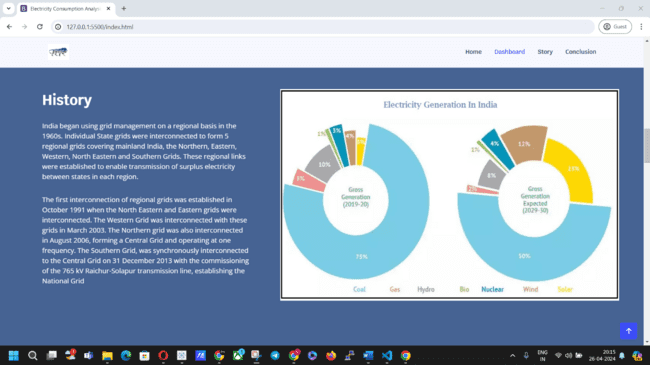 Electricity Consumption Analys
127.0.0.1:5500/index.html
Guest
Home
Dashboard
Story
Conclusion
History
India began using grid management on a regional basis in the
1960s. Individual State grids were interconnected to form 5
regional grids covering mainland India, the Northern, Eastern,
Western, North Eastern and Southern Grids. These regional links
were established to enable transmission of surplus electricity
between states in each region.
The first interconnection of regional grids was established in
October 1991 when the North Eastern and Eastern grids were
interconnected. The Western Grid was interconnected with these
grids in March 2003. The Northern grid was also interconnected
in August 2006, forming a Central Grid and operating at one
frequency. The Southern Grid, was synchronously interconnected
to the Central Grid on 31 December 2013 with the commissioning
of the 765 kV Raichur-Solapur transmission line, establishing the
National Grid
Electricity Generation In India
1%
3%
4%
10%
71%
Gross
Generation
(2019-20)
1%
4%
12%
8%
50%
Gross
Generation
Expected
(2029-30)
Coal
Gas
Hydro
Bio
Nuclear
Wind
Solar
ENG
IN
20:15
26-04-2024